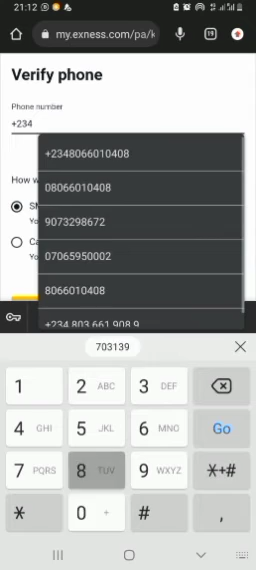 21:12
my.exness.com/pa/k
19
Verify phone
Phone number
+234
+2348066010408
08066010408
9073298672
07065950002
8066010408
+234 803 661 908 9
How w
SM
Yo
Ca
Yo
703139
1
2 ABC
3 DEF
4 GHI
5 JKL
6 MNO
Go
7 PQRS
8 TUV
9 WXYZ
*+#
*
0 +
#
,